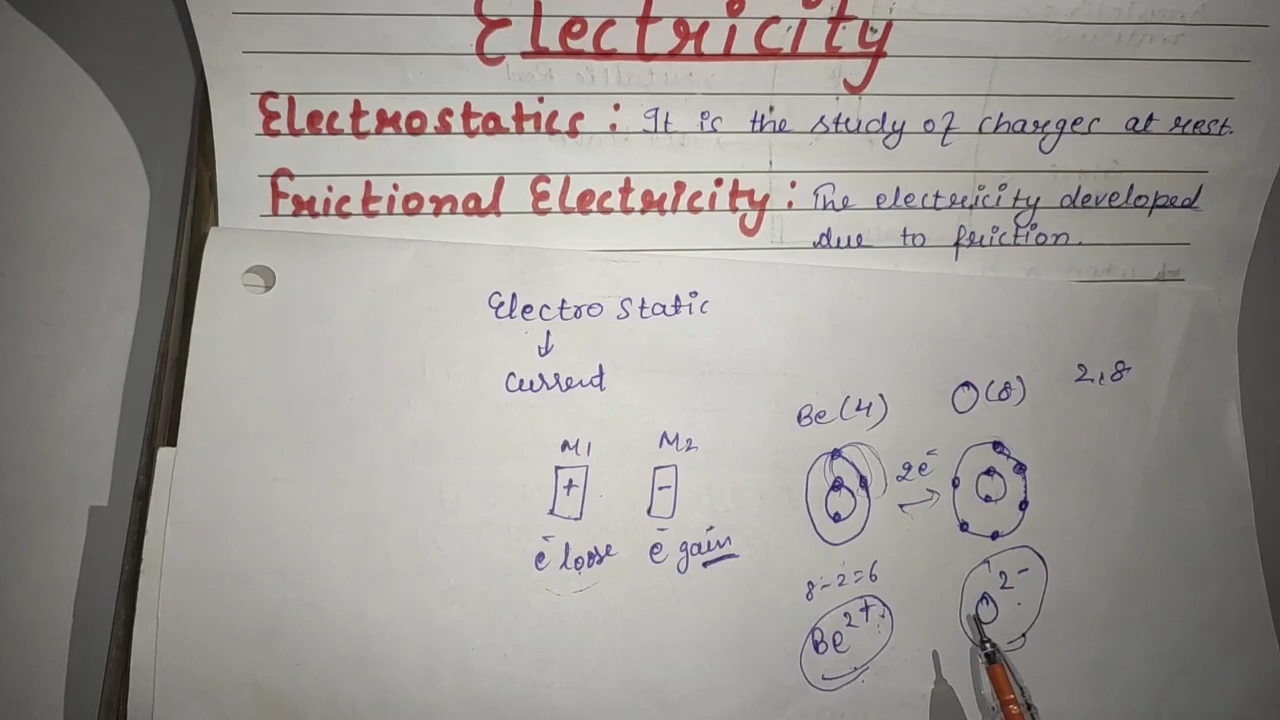 Electricity
Electrostatics : It is the study of charges at rest.
Frictional Electricity : The electricity developed
due to friction.
Electro Static
↓
Current
M1 M2
+ -
e⁻ loose e⁻ gain
Be(4) O(8) 2,8
2e⁻
8-2=6
Be²⁺ O²⁻